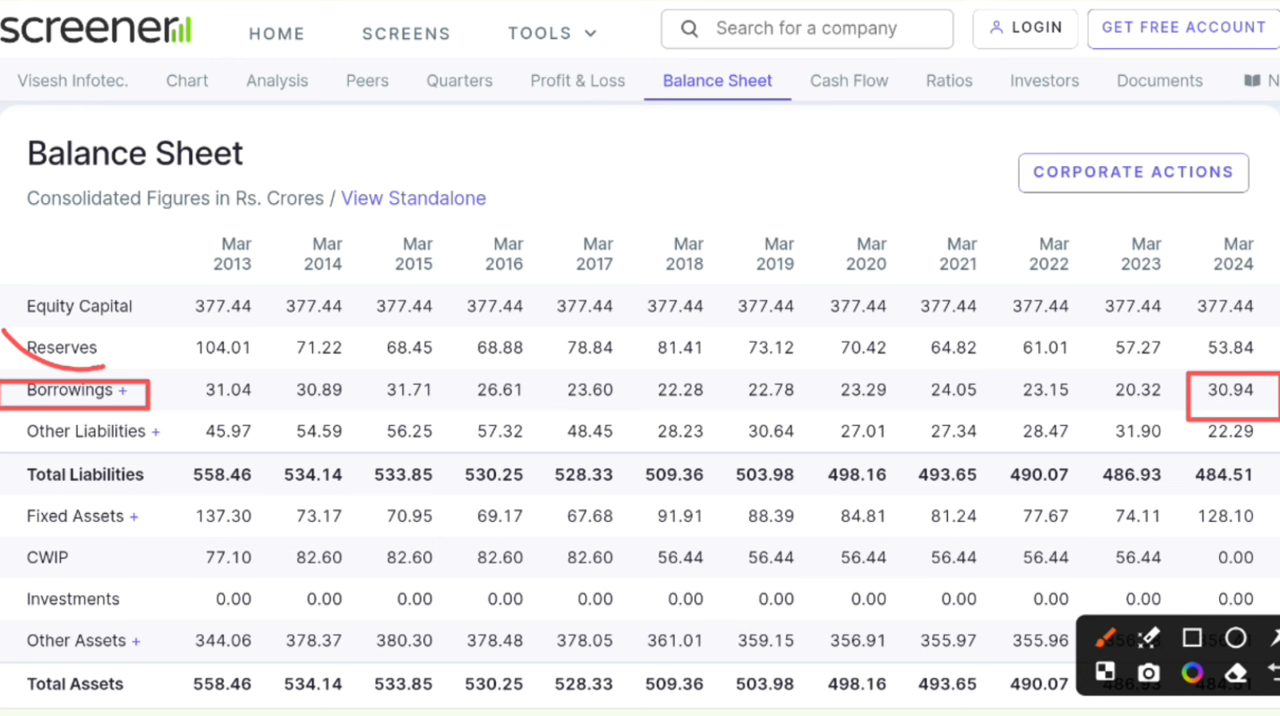 screener
HOME SCREENS TOOLS Search for a company LOGIN GET FREE ACCOUNT
Visesh Infotec. Chart Analysis Peers Quarters Profit & Loss Balance Sheet Cash Flow Ratios Investors Documents N
Balance Sheet
CORPORATE ACTIONS
Consolidated Figures in Rs. Crores / View Standalone
Mar 2013 Mar 2014 Mar 2015 Mar 2016 Mar 2017 Mar 2018 Mar 2019 Mar 2020 Mar 2021 Mar 2022 Mar 2023 Mar 2024
Equity Capital 377.44 377.44 377.44 377.44 377.44 377.44 377.44 377.44 377.44 377.44 377.44 377.44
Reserves 104.01 71.22 68.45 68.88 78.84 81.41 73.12 70.42 64.82 61.01 57.27 53.84
Borrowings + 31.04 30.89 31.71 26.61 23.60 22.28 22.78 23.29 24.05 23.15 20.32 30.94
Other Liabilities + 45.97 54.59 56.25 57.32 48.45 28.23 30.64 27.01 27.34 28.47 31.90 22.29
Total Liabilities 558.46 534.14 533.85 530.25 528.33 509.36 503.98 498.16 493.65 490.07 486.93 484.51
Fixed Assets + 137.30 73.17 70.95 69.17 67.68 91.91 88.39 84.81 81.24 77.67 74.11 128.10
CWIP 77.10 82.60 82.60 82.60 82.60 56.44 56.44 56.44 56.44 56.44 56.44 0.00
Investments 0.00 0.00 0.00 0.00 0.00 0.00 0.00 0.00 0.00 0.00 0.00 0.00
Other Assets + 344.06 378.37 380.30 378.48 378.05 361.01 359.15 356.91 355.97 355.96
Total Assets 558.46 534.14 533.85 530.25 528.33 509.36 503.98 498.16 493.65 490.07 486.93 484.51